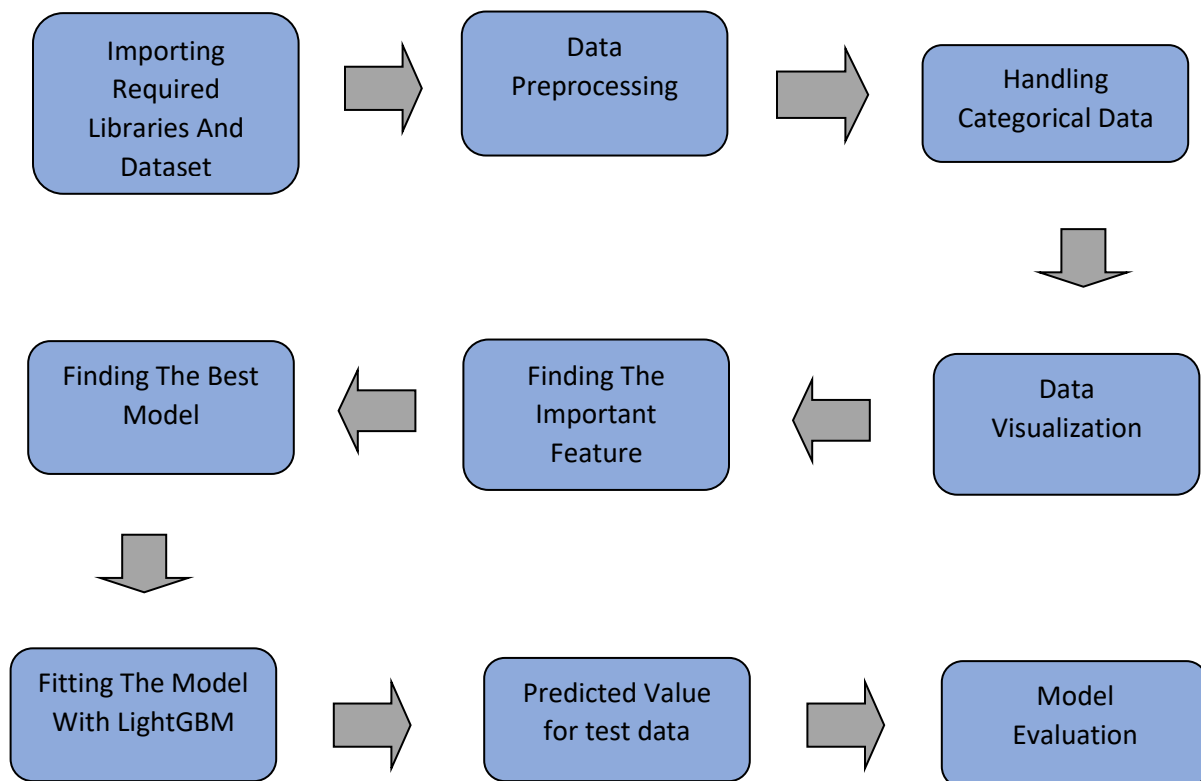 Importing
Required
Libraries And
Dataset
Data
Preprocessing
Handling
Categorical Data
Data
Visualization
Finding The
Important
Feature
Finding The Best
Model
Fitting The Model
With LightGBM
Predicted Value
for test data
Model
Evaluation